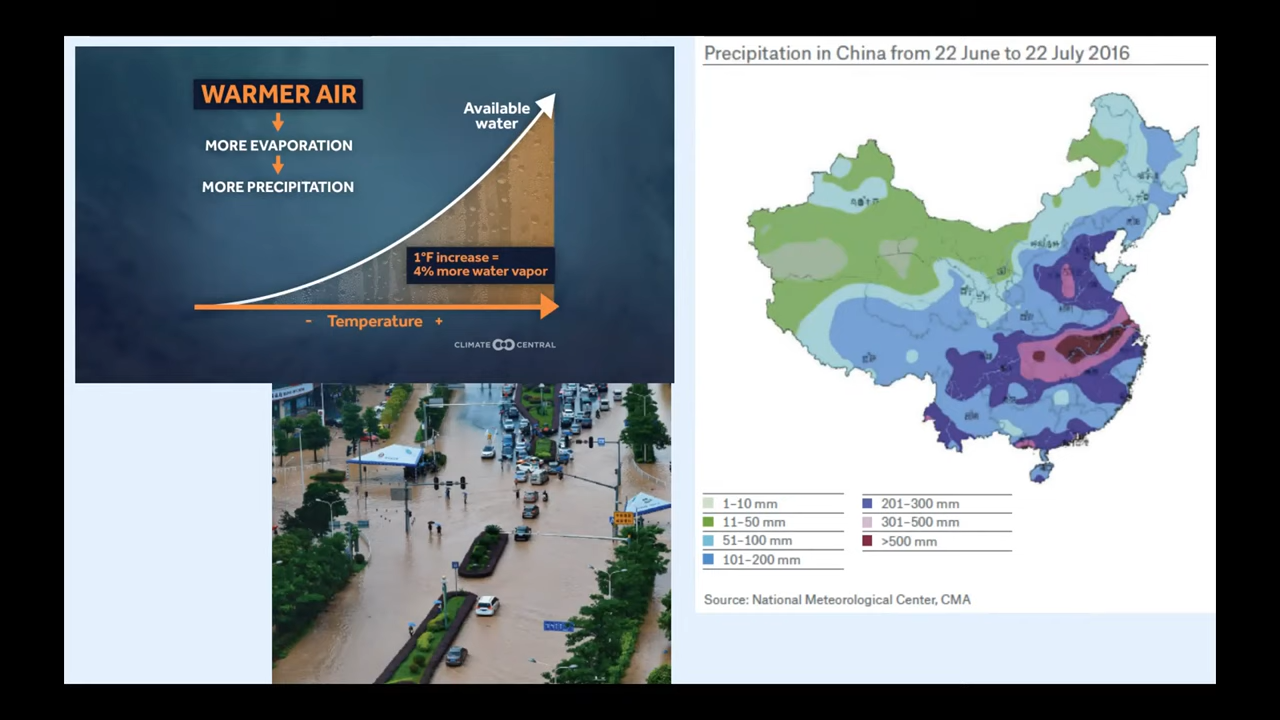 WARMER AIR
MORE EVAPORATION
MORE PRECIPITATION
Available
water
1°F increase =
4% more water vapor
- Temperature +
CLIMATE CENTRAL
Precipitation in China from 22 June to 22 July 2016
1–10 mm
11–50 mm
51–100 mm
101–200 mm
201–300 mm
301–500 mm
>500 mm
Source: National Meteorological Center, CMA